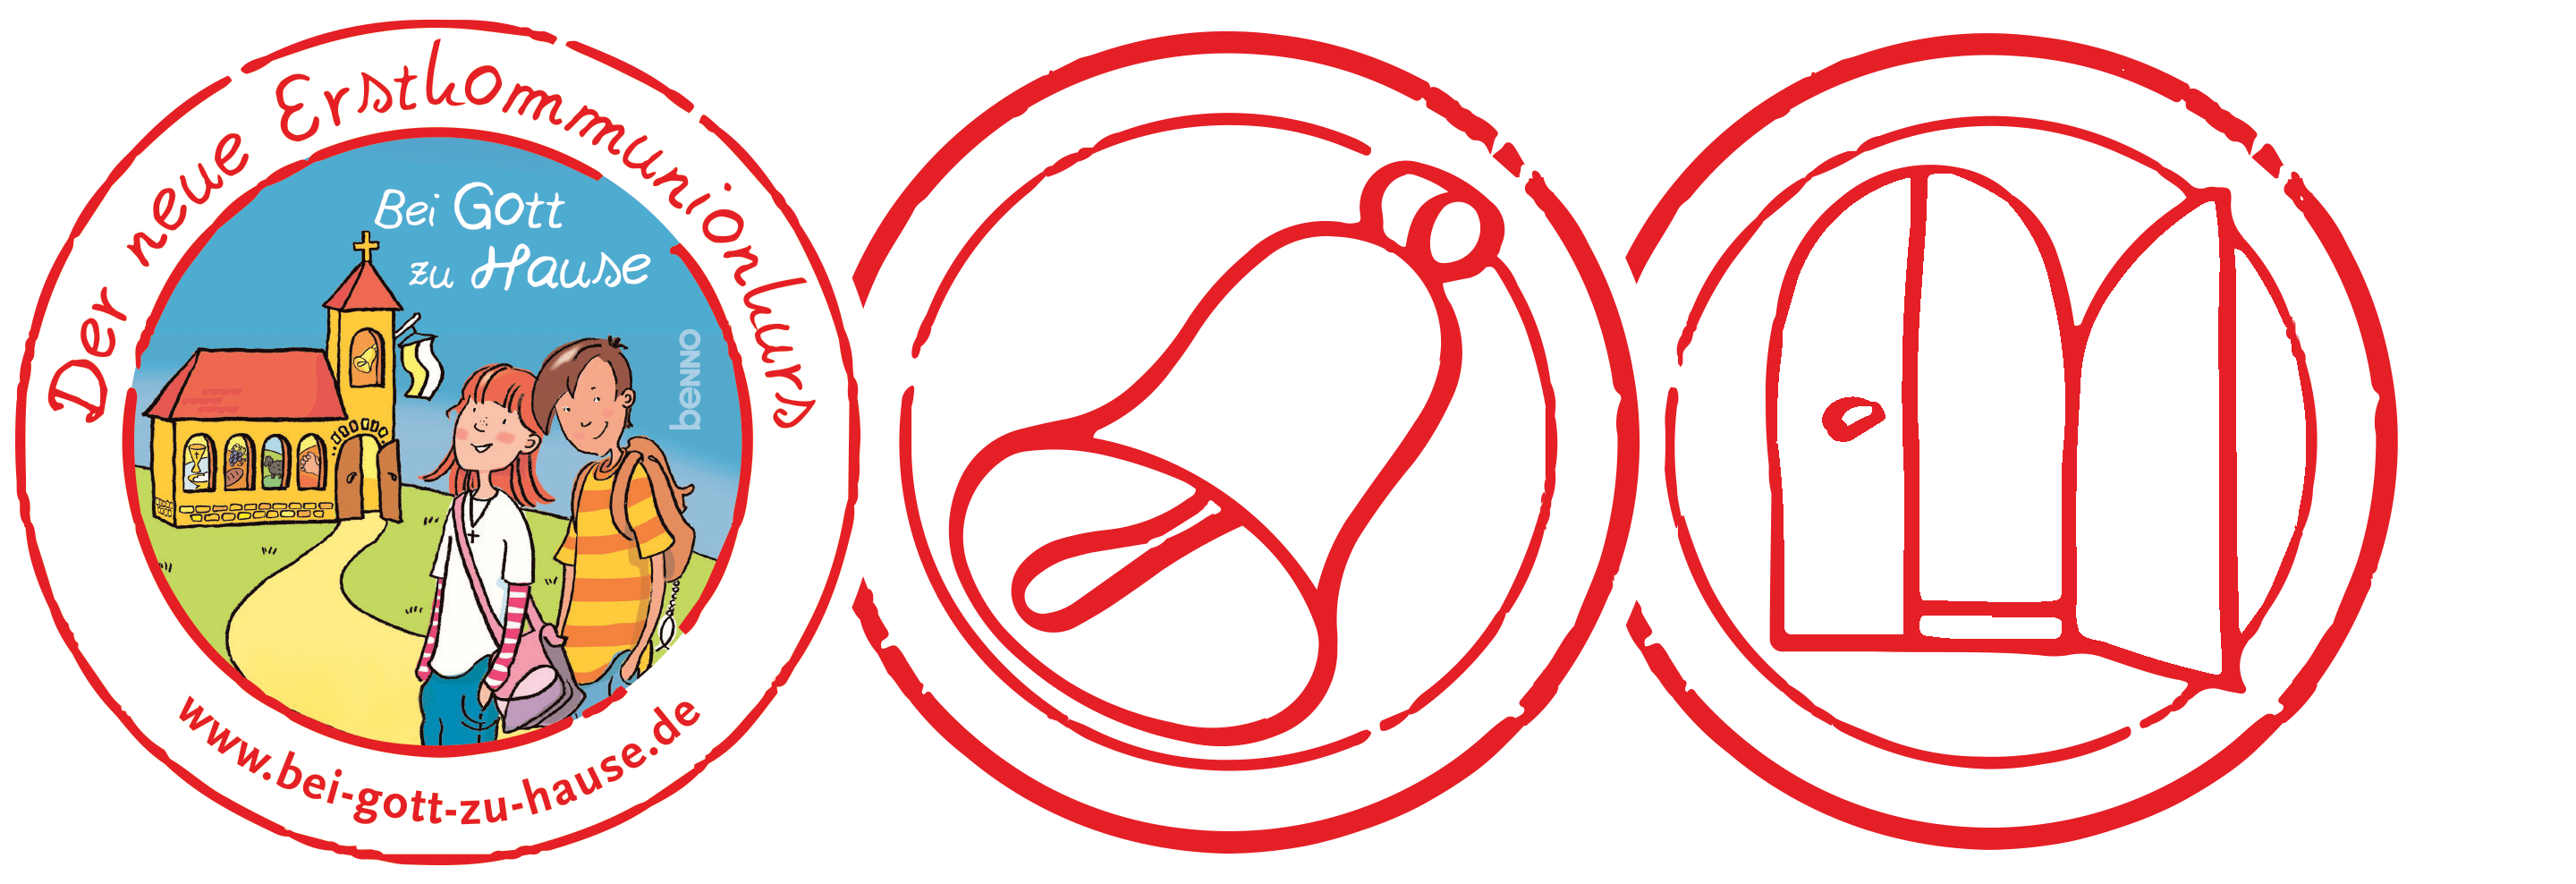 Der neue Erstkommunionkurs
Bei Gott
zu Hause
benno
www.bei-gott-zu-hause.de